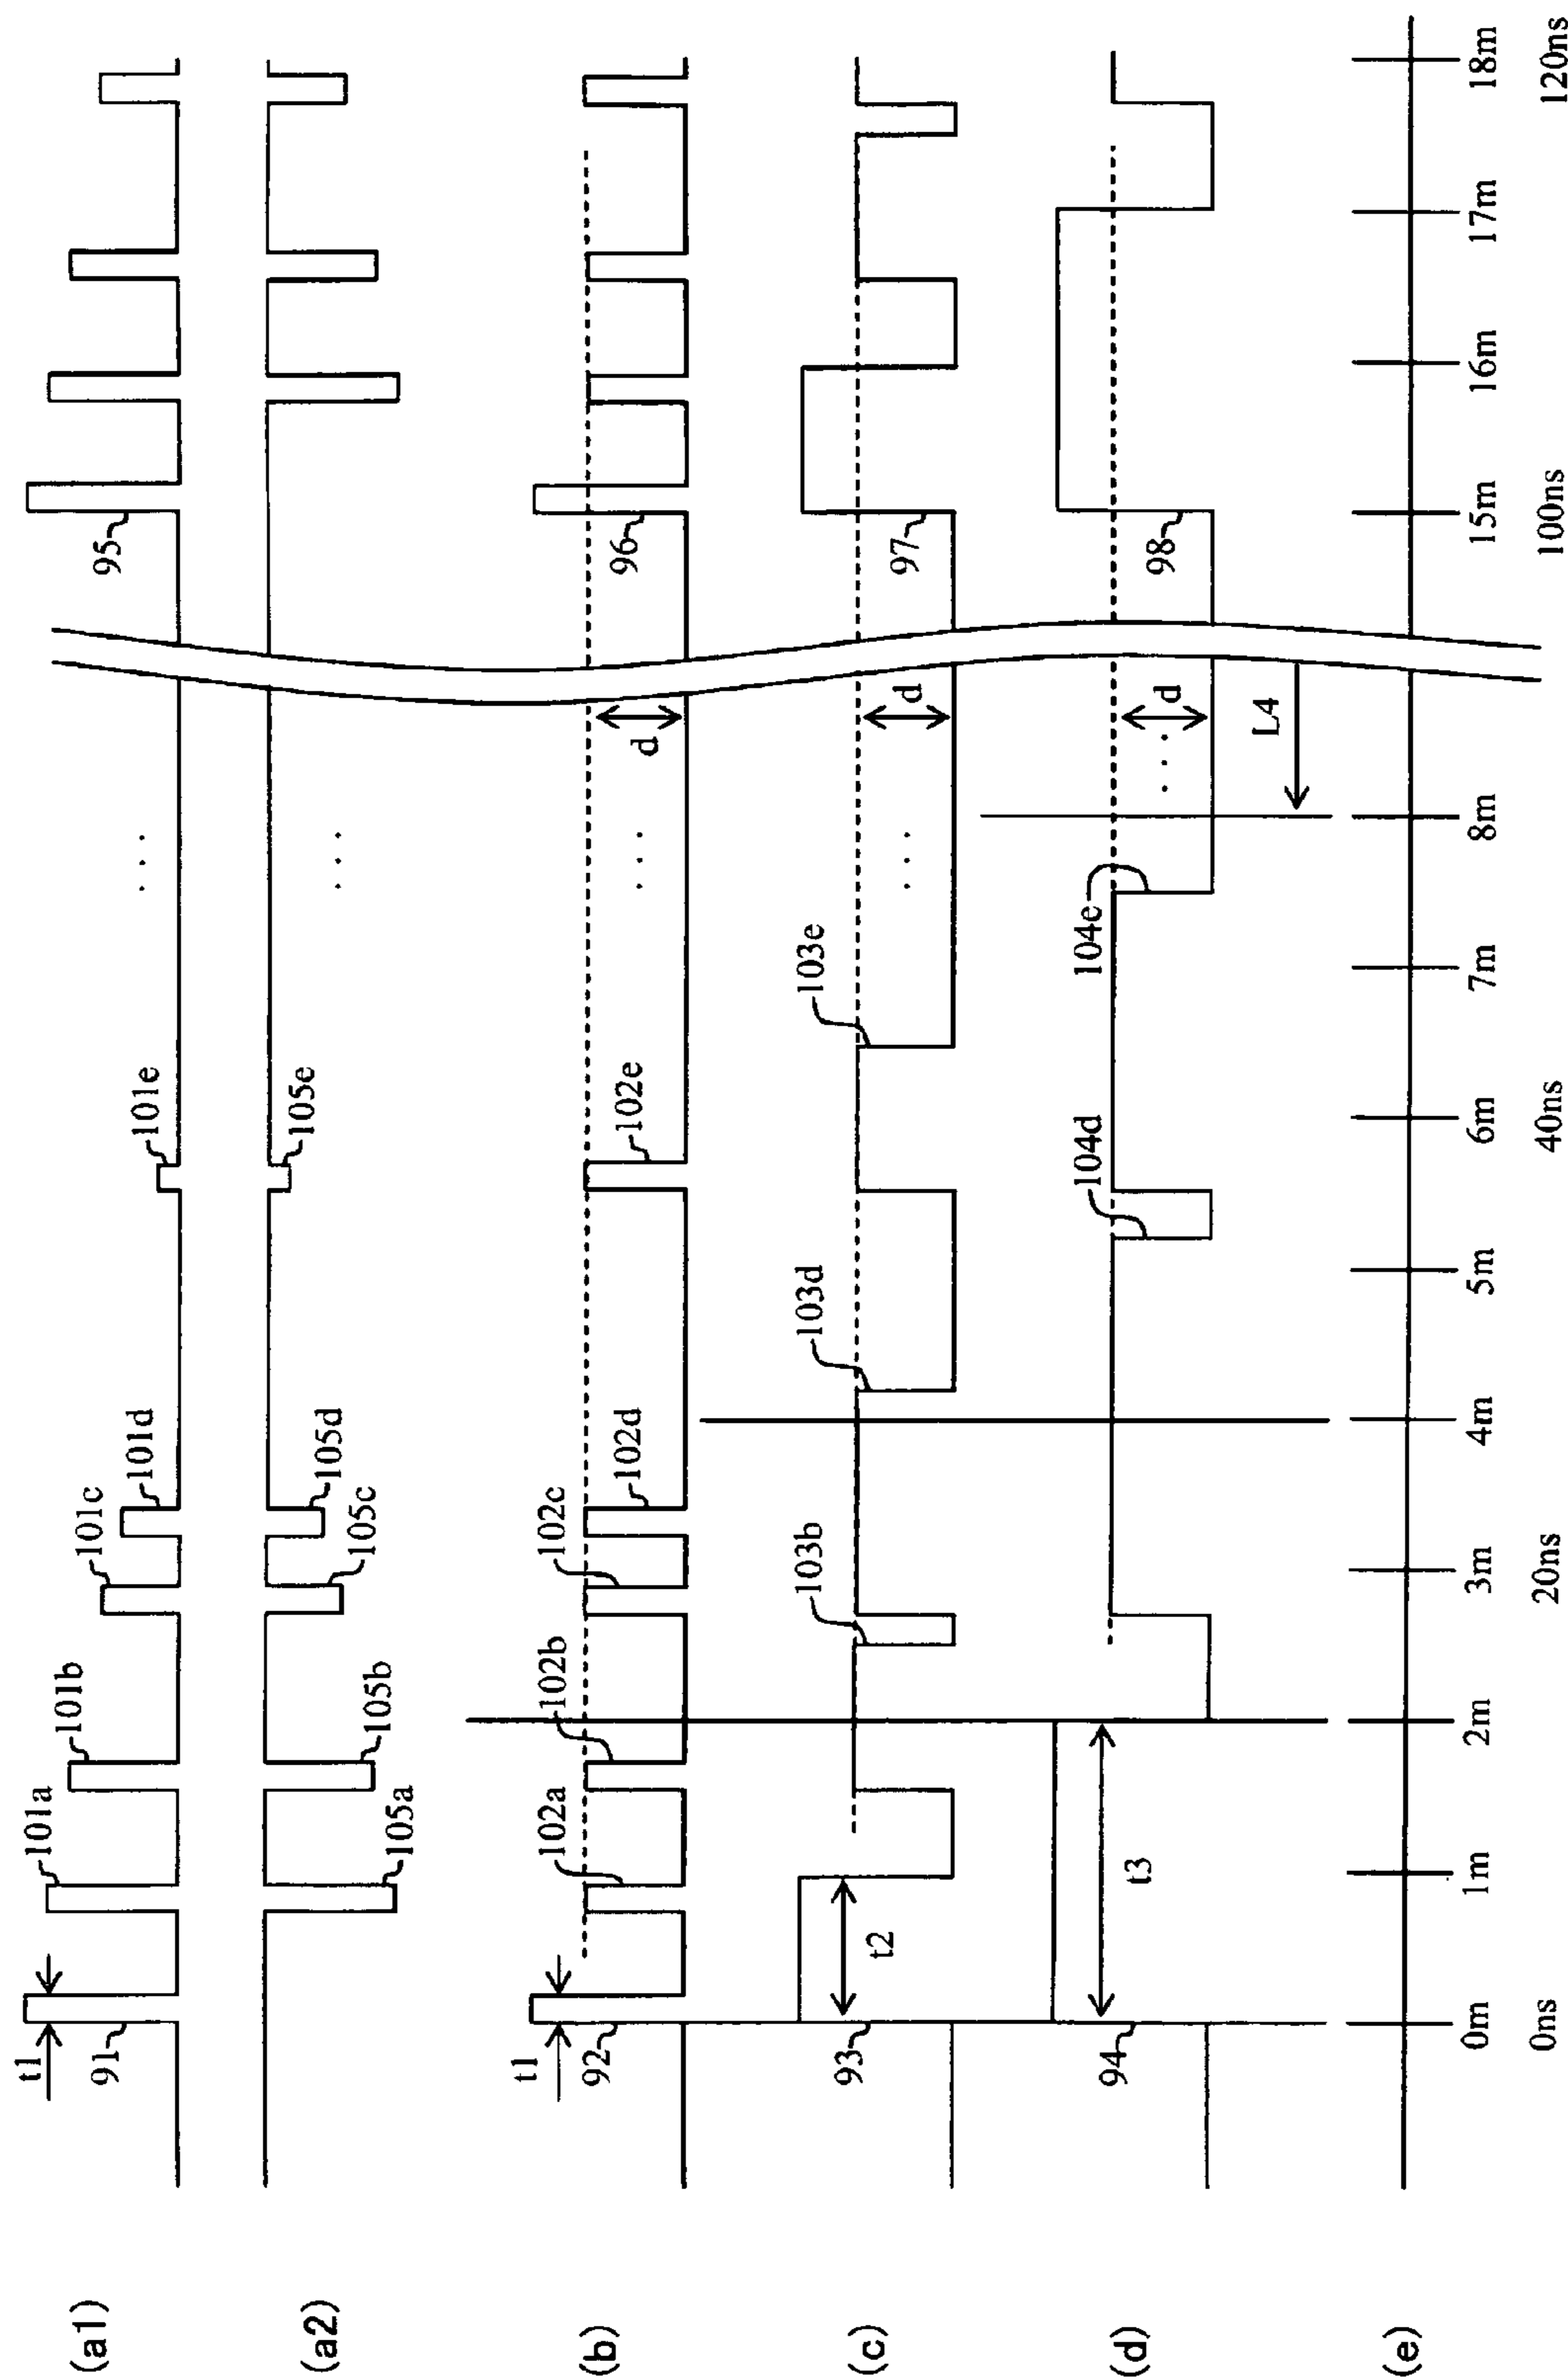 (a1)
t1
91
101a
101b
101c
101d
101e
. . .
95
(a2)
105a
105b
105c
105d
105e
. . .
(b)
t1
92
102a
102b
102c
102d
102e
. . .
d
96
(c)
93
t2
103b
103d
103e
. . .
d
97
(d)
94
t3
104d
104e
. . . .
d
98
L4
(e)
0m 1m 2m 3m 4m 5m 6m 7m 8m 15m 16m 17m 18m
0ns 20ns 40ns 100ns 120ns